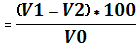 = (V1 – V2) * 100
V0